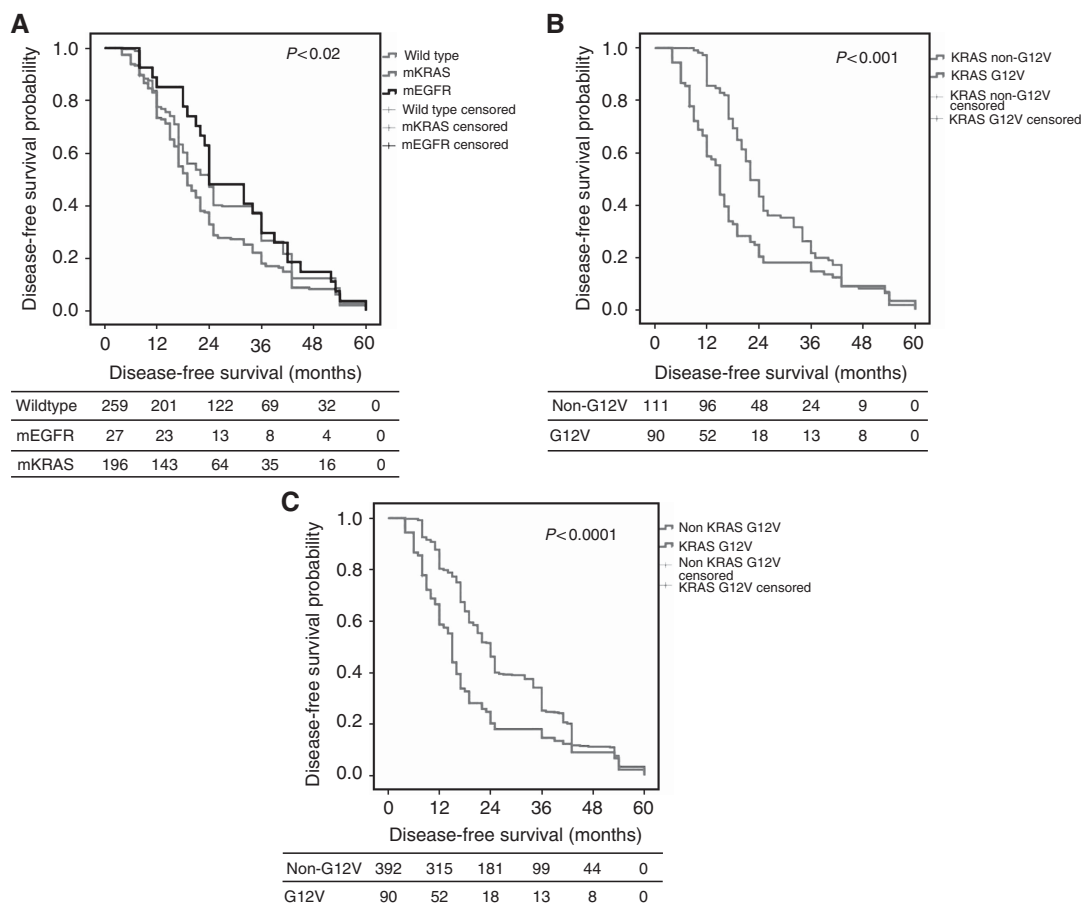 A
1.0
0.8
0.6
0.4
0.2
0.0
Disease-free survival probability
P<0.02
Wild type
mKRAS
mEGFR
Wild type censored
mKRAS censored
mEGFR censored
0 12 24 36 48 60
Disease-free survival (months)
Wildtype 259 201 122 69 32 0
mEGFR 27 23 13 8 4 0
mKRAS 196 143 64 35 16 0
B
1.0
0.8
0.6
0.4
0.2
0.0
Disease-free survival probability
P<0.001
KRAS non-G12V
KRAS G12V
KRAS non-G12V
censored
KRAS G12V censored
0 12 24 36 48 60
Disease-free survival (months)
Non-G12V 111 96 48 24 9 0
G12V 90 52 18 13 8 0
C
1.0
0.8
0.6
0.4
0.2
0.0
Disease-free survival probability
P<0.0001
Non KRAS G12V
KRAS G12V
Non KRAS G12V
censored
KRAS G12V censored
0 12 24 36 48 60
Disease-free survival (months)
Non-G12V 392 315 181 99 44 0
G12V 90 52 18 13 8 0